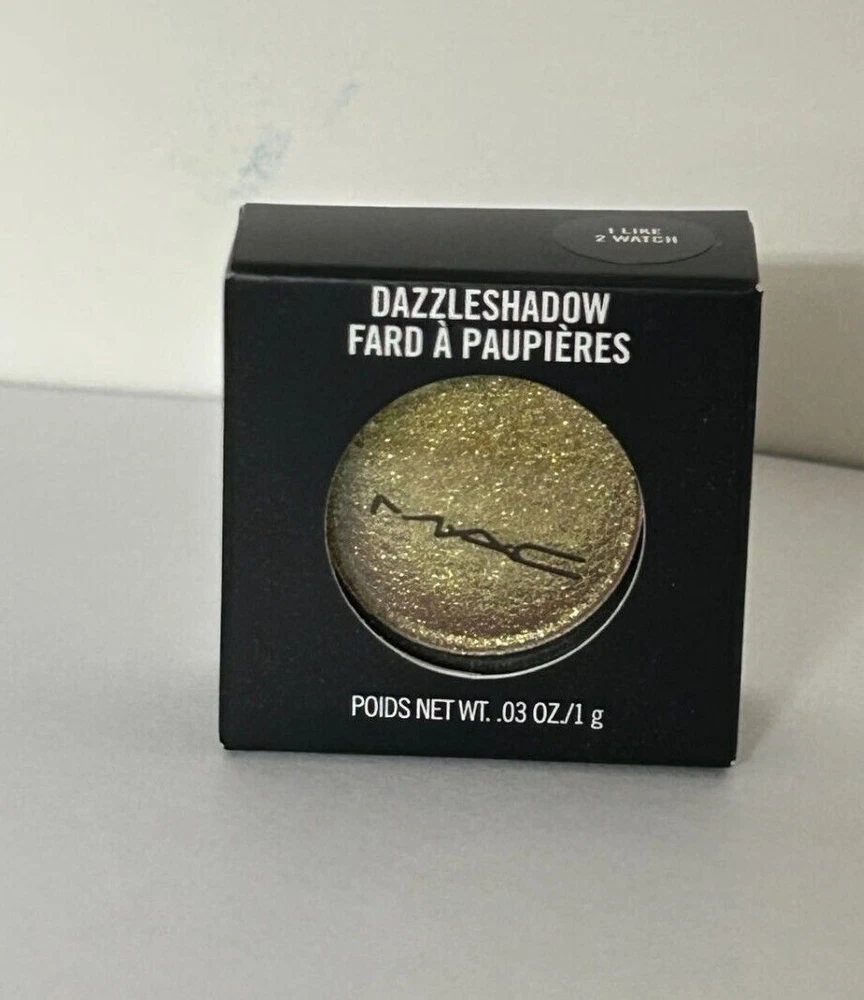 I LIKE
2 WATCH
DAZZLESHADOW
FARD À PAUPIÈRES
MAC
POIDS NET WT. .03 OZ./1 g